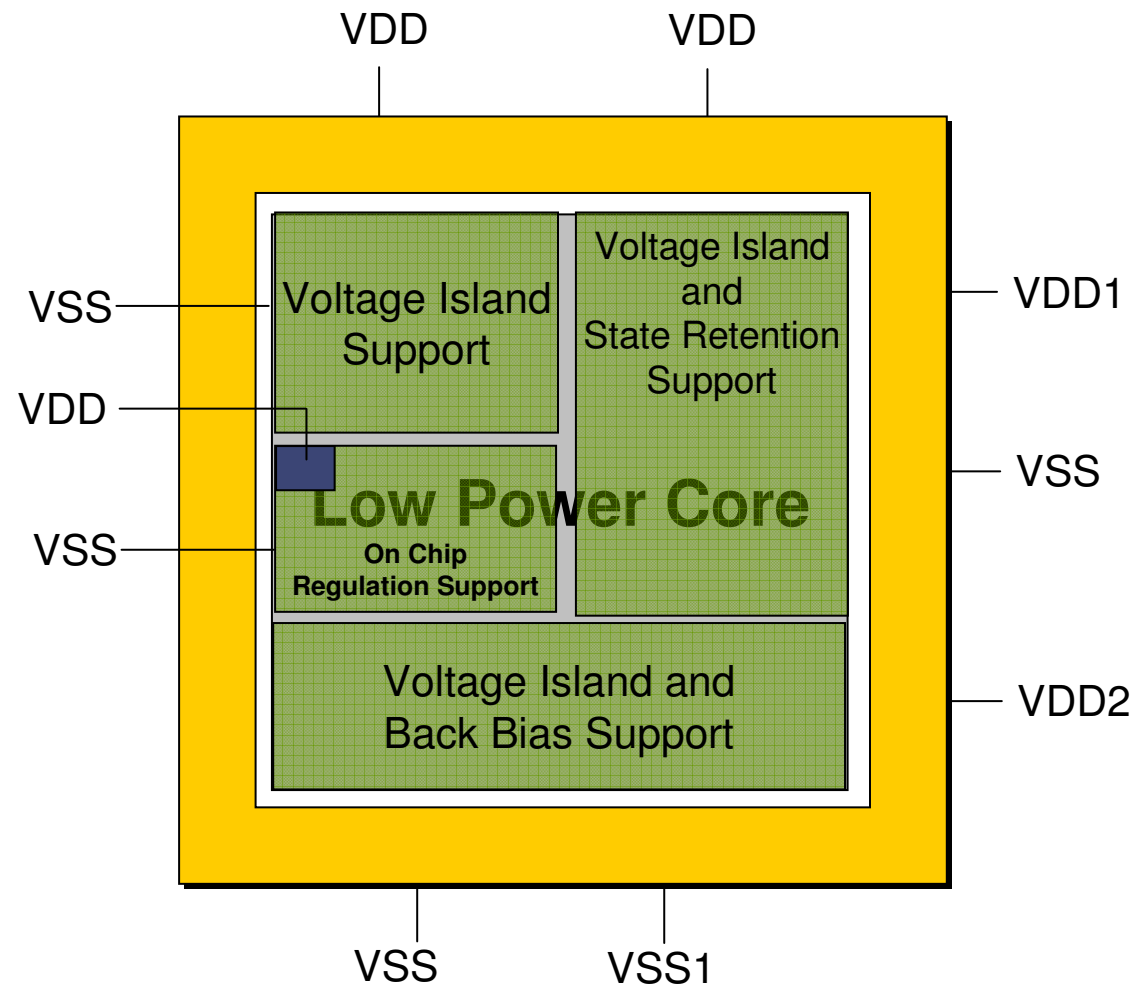 VDD
VDD
VSS
VDD
VSS
Voltage Island
Support
Voltage Island
and
State Retention
Support
Low Power Core
On Chip
Regulation Support
Voltage Island and
Back Bias Support
VDD1
VSS
VDD2
VSS
VSS1